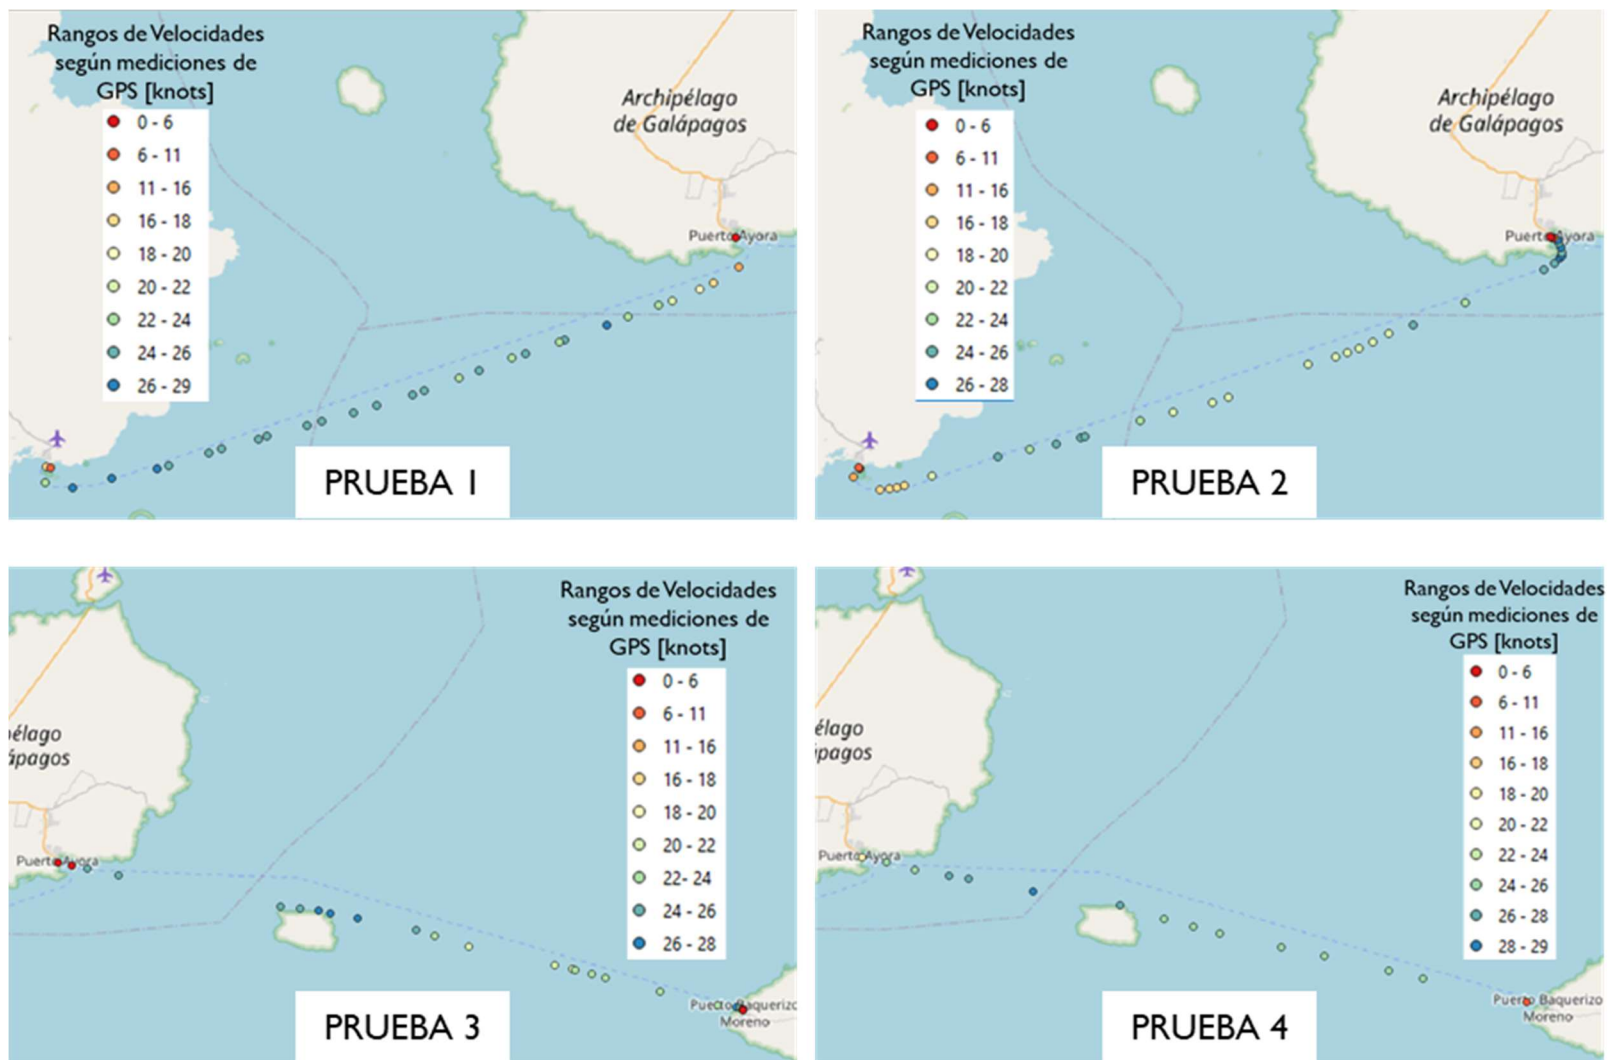 Rangos de Velocidades
según mediciones de
GPS [knots]
0 - 6
6 - 11
11 - 16
16 - 18
18 - 20
20 - 22
22 - 24
24 - 26
26 - 29
Archipélago
de Galápagos
Puerto Ayora
PRUEBA 1
Rangos de Velocidades
según mediciones de
GPS [knots]
0 - 6
6 - 11
11 - 16
16 - 18
18 - 20
20 - 22
22 - 24
24 - 26
26 - 28
Archipélago
de Galápagos
Puerto Ayora
PRUEBA 2
Rangos de Velocidades
según mediciones de
GPS [knots]
0 - 6
6 - 11
11 - 16
16 - 18
18 - 20
20 - 22
22- 24
24 - 26
26 - 28
élago
ápagos
Puerto Ayora
Puerto Baquerizo
Moreno
PRUEBA 3
Rangos de Velocidades
según mediciones de
GPS [knots]
0 - 6
6 - 11
11 - 16
16 - 18
18 - 20
20 - 22
22 - 24
24 - 26
26 - 28
28 - 29
élago
ápagos
Puerto Ayora
Puerto Baquerizo
Moreno
PRUEBA 4